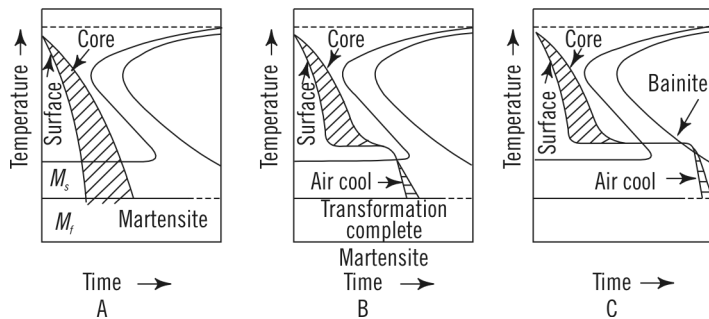 Temperature
Surface
Core
Ms
Mf
Martensite
Time
A
Temperature
Surface
Core
Air cool
Transformation
complete
Martensite
Time
B
Temperature
Surface
Core
Bainite
Air cool
Time
C